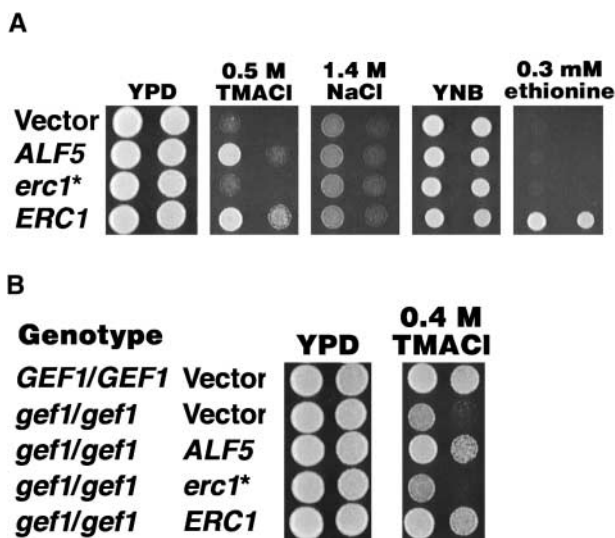 A
YPD 0.5 M TMACl 1.4 M NaCl YNB 0.3 mM ethionine
Vector
ALF5
erc1*
ERC1
B
Genotype YPD 0.4 M TMACl
GEF1/GEF1 Vector
gef1/gef1 Vector
gef1/gef1 ALF5
gef1/gef1 erc1*
gef1/gef1 ERC1